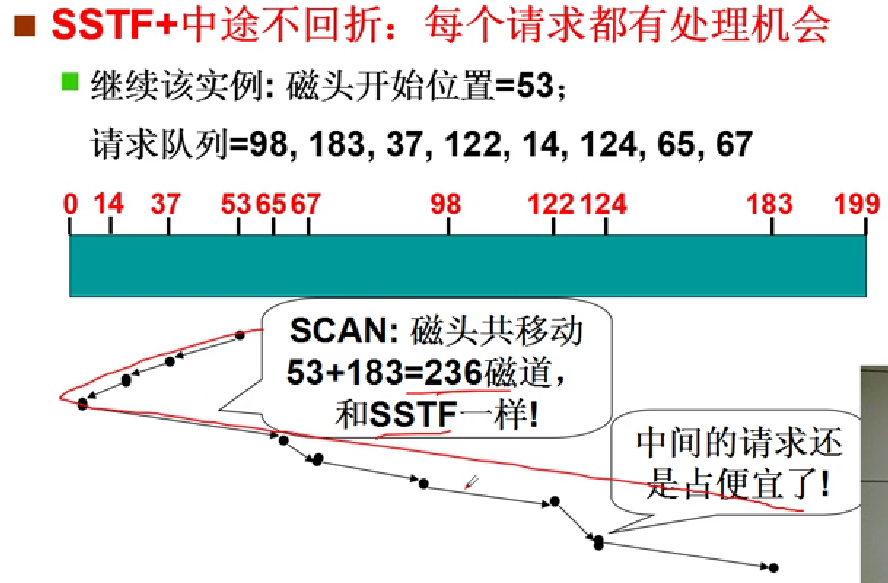 SSTF+中途不回折：每个请求都有处理机会
继续该实例: 磁头开始位置=53；
请求队列=98, 183, 37, 122, 14, 124, 65, 67
0 14 37 53 65 67 98 122 124 183 199
SCAN: 磁头共移动
53+183=236磁道，
和SSTF一样!
中间的请求还
是占便宜了!